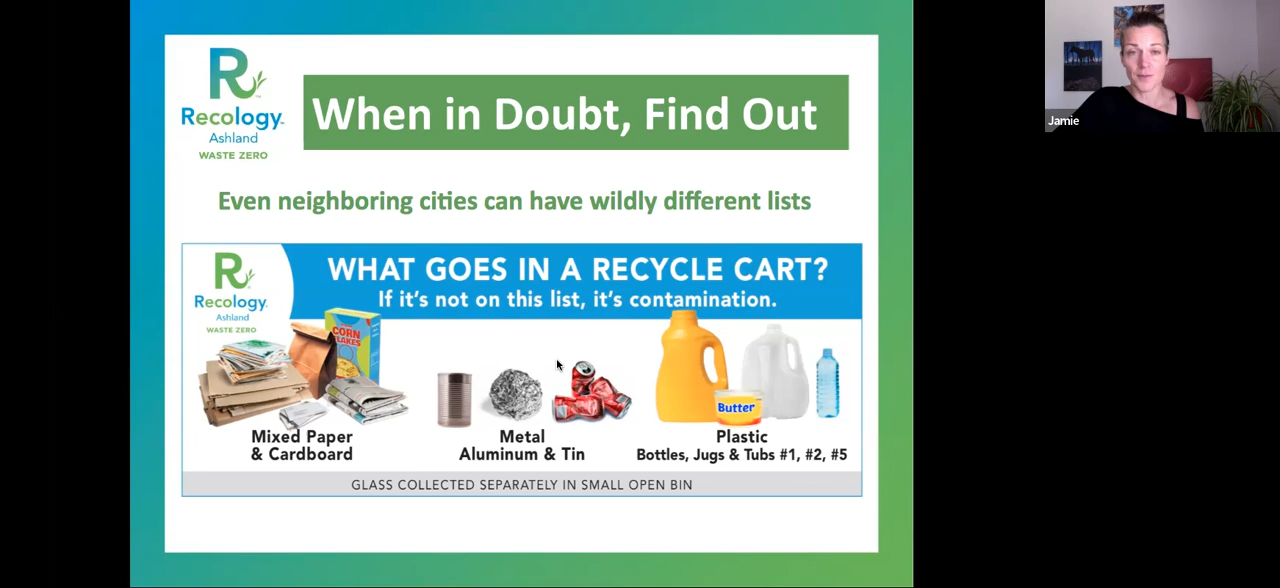 Recology
Ashland
WASTE ZERO
When in Doubt, Find Out
Even neighboring cities can have wildly different lists
Recology
Ashland
WASTE ZERO
WHAT GOES IN A RECYCLE CART?
If it's not on this list, it's contamination.
CORN
FLAKES
Butter
Mixed Paper
& Cardboard
Metal
Aluminum & Tin
Plastic
Bottles, Jugs & Tubs #1, #2, #5
GLASS COLLECTED SEPARATELY IN SMALL OPEN BIN
Jamie